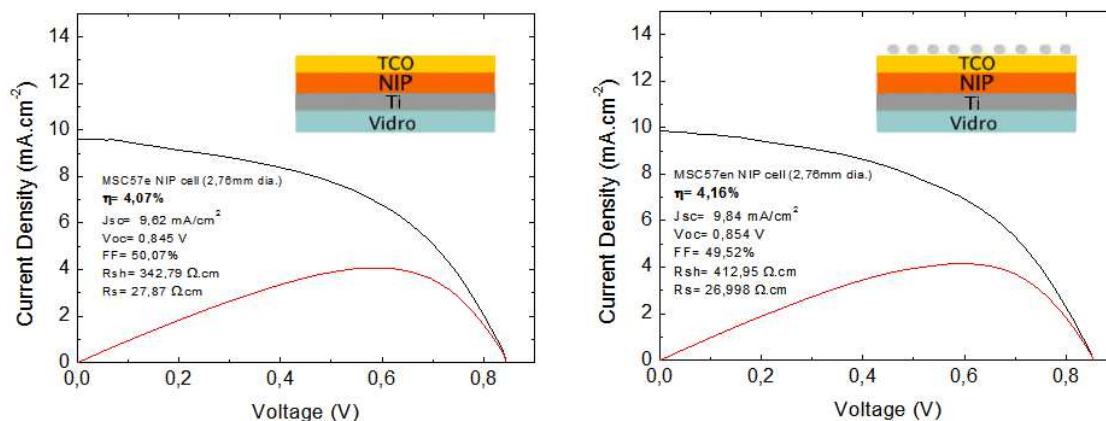 14
12
10
8
6
4
2
0
Current Density (mA.cm-2)
TCO
NIP
Ti
Vidro
MSC57e NIP cell (2,76mm dia.)
η= 4,07%
Jsc= 9,62 mA/cm2
Voc= 0,845 V
FF= 50,07%
Rsh= 342,79 Ω.cm
Rs= 27,87 Ω.cm
0,0 0,2 0,4 0,6 0,8
Voltage (V)
14
12
10
8
6
4
2
0
Current Density (mA.cm-2)
TCO
NIP
Ti
Vidro
MSC57en NIP cell (2,76mm dia.)
η= 4,16%
Jsc= 9,84 mA/cm2
Voc= 0,854 V
FF= 49,52%
Rsh= 412,95 Ω.cm
Rs= 26,998 Ω.cm
0,0 0,2 0,4 0,6 0,8
Voltage (V)